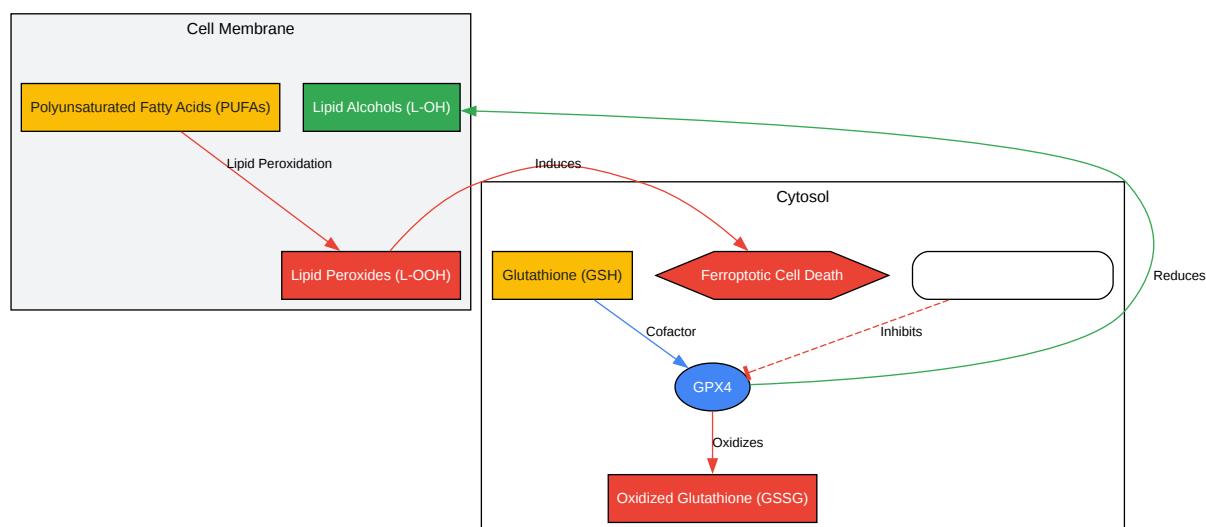 Cell Membrane
Polyunsaturated Fatty Acids (PUFAs)
Lipid Alcohols (L-OH)
Lipid Peroxidation
Induces
Cytosol
Lipid Peroxides (L-OOH)
Glutathione (GSH)
Ferroptotic Cell Death
Reduces
Cofactor
Inhibits
GPX4
Oxidizes
Oxidized Glutathione (GSSG)